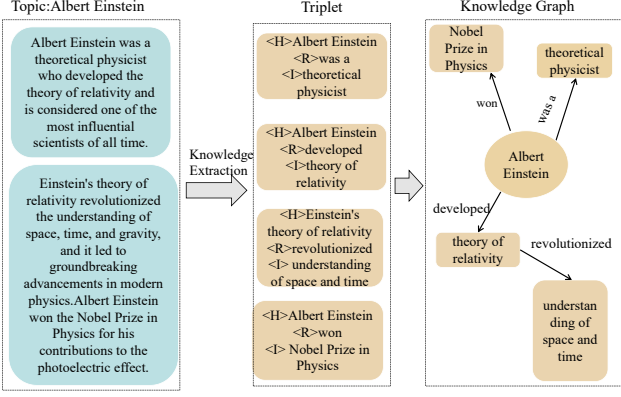 Topic:Albert Einstein
Albert Einstein was a
theoretical physicist
who developed the
theory of relativity and
is considered one of the
most influential
scientists of all time.
Einstein's theory of
relativity revolutionized
the understanding of
space, time, and gravity,
and it led to
groundbreaking
advancements in modern
physics.Albert Einstein
won the Nobel Prize in
Physics for his
contributions to the
photoelectric effect.
Knowledge
Extraction
Triplet
<H>Albert Einstein
<R>was a
<I>theoretical
physicist
<H>Albert Einstein
<R>developed
<I>theory of
relativity
<H>Einstein's
theory of relativity
<R>revolutionized
<I> understanding
of space and time
<H>Albert Einstein
<R>won
<I> Nobel Prize in
Physics
Knowledge Graph
Nobel
Prize in
Physics
theoretical
physicist
won
was a
Albert
Einstein
developed
theory of
relativity
revolutionized
understan
ding of
space and
time